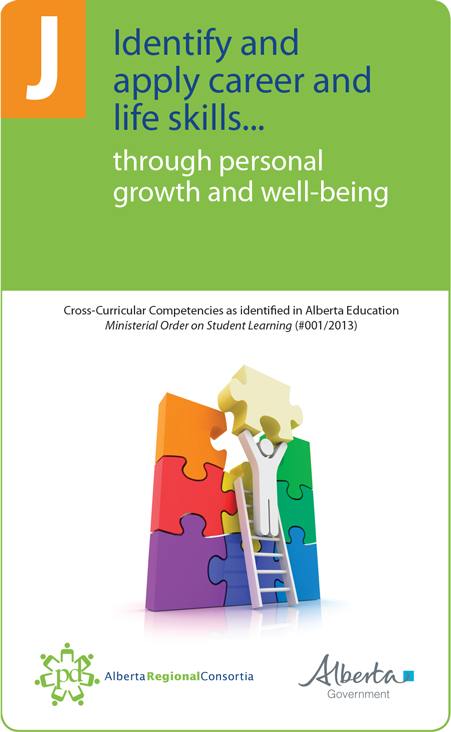 J
Identify and
apply career and
life skills...
through personal
growth and well-being
Cross-Curricular Competencies as identified in Alberta Education
Ministerial Order on Student Learning (#001/2013)
pd
AlbertaRegionalConsortia
Alberta
Government